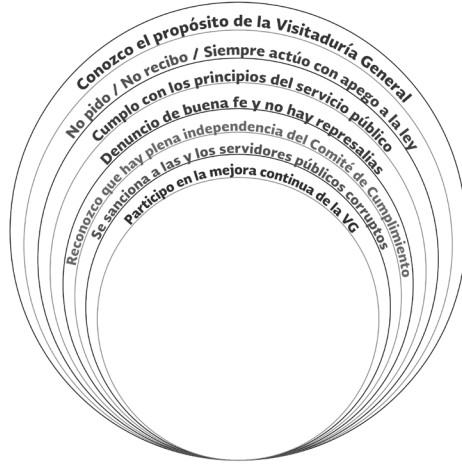 Conozco el propósito de la Visitaduría General
No pido / No recibo / Siempre actúo con apego a la ley
Cumplo con los principios del servicio público
Denuncio de buena fe y no hay represalias
Reconozco que hay plena independencia del Comité de Cumplimiento
Se sanciona a las y los servidores públicos corruptos
Participo en la mejora continua de la VG